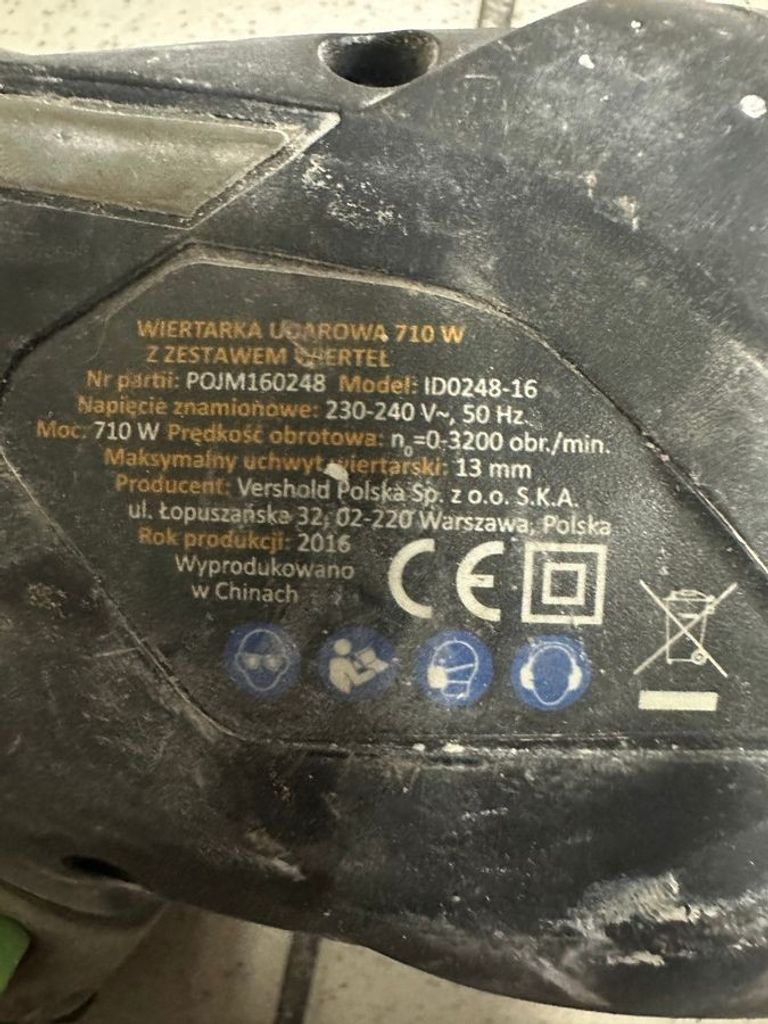 WIERTARKA UDAROWA 710 W
Z ZESTAWEM WIERTEŁ
Nr partii: POJM160248 Model: ID0248-16
Napięcie znamionowe: 230-240 V~, 50 Hz.
Moc: 710 W Prędkość obrotowa: n₀=0-3200 obr./min.
Maksymalny uchwyt wiertarski: 13 mm
Producent: Vershold Polska Sp. z o.o. S.K.A.
ul. Łopuszańska 32, 02-220 Warszawa, Polska
Rok produkcji: 2016
Wyprodukowano
w Chinach
CE